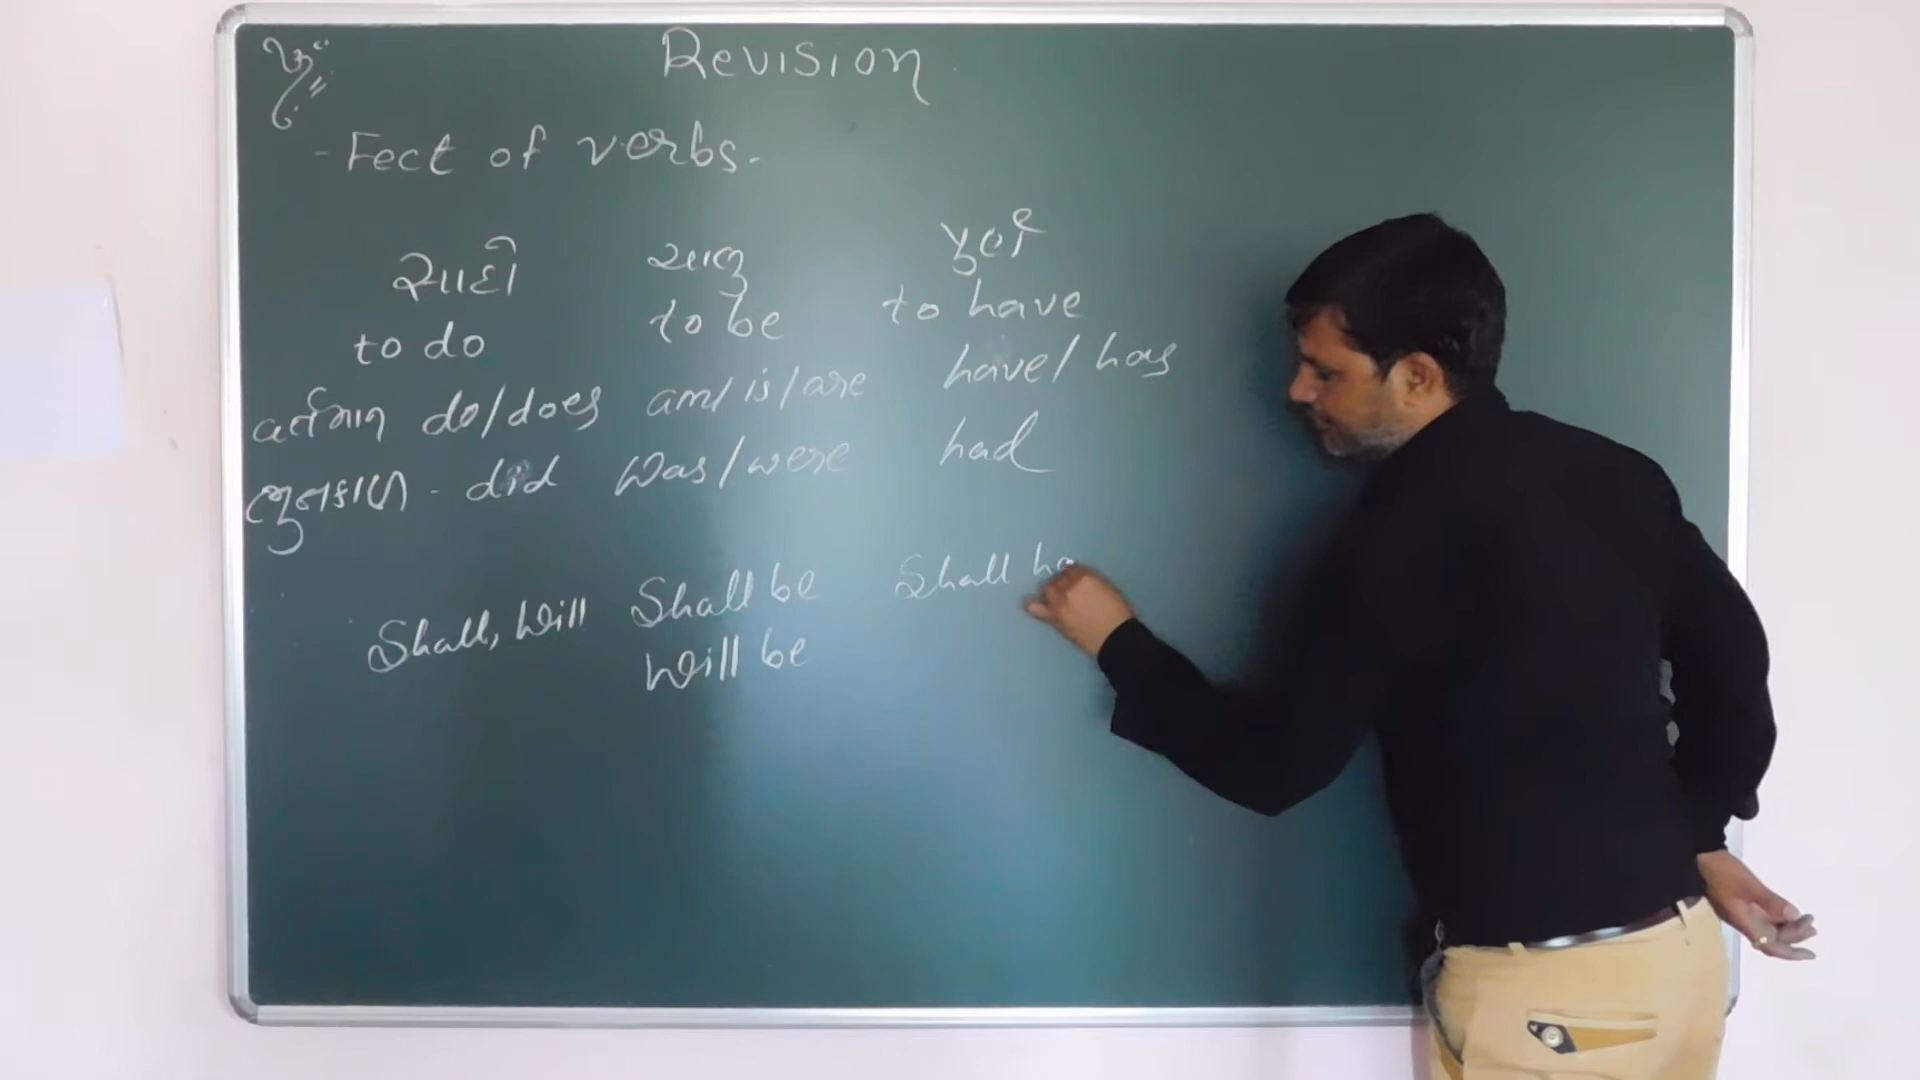 Revision
- Fect of verbs.
સાદો ચાલુ પુર્ણ
to do to be to have
વર્તમાન do/does am/is/are have/has
ભુતકાળ - did was/were had
Shall, Will Shall be Shall ha
Will be